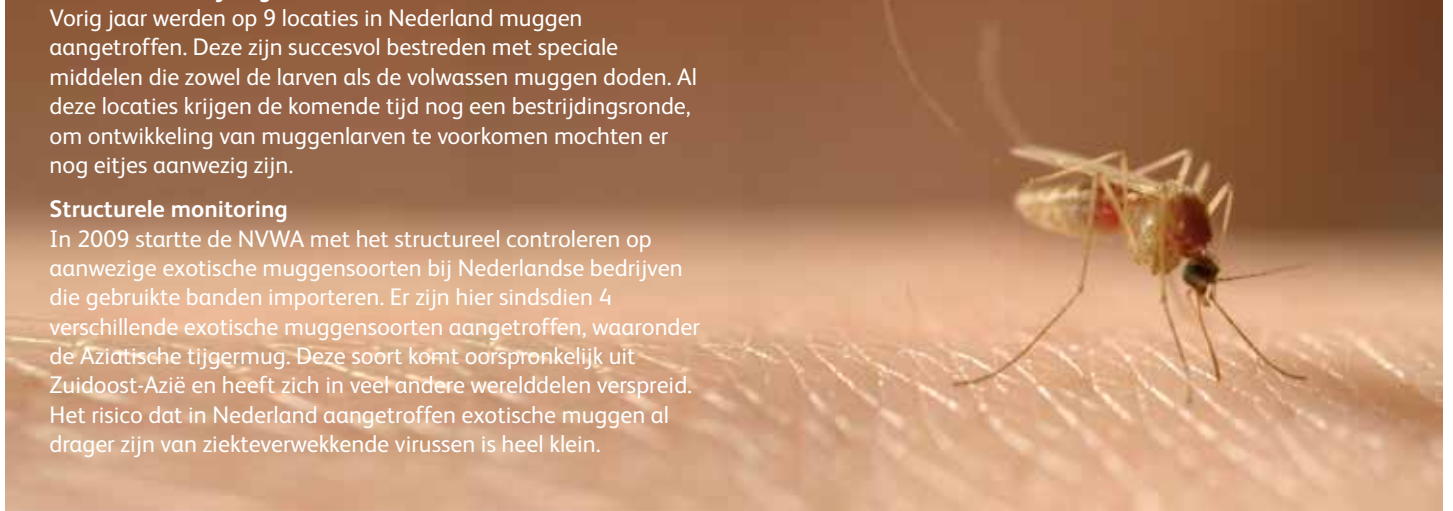 Vorig jaar werden op 9 locaties in Nederland muggen
aangetroffen. Deze zijn succesvol bestreden met speciale
middelen die zowel de larven als de volwassen muggen doden. Al
deze locaties krijgen de komende tijd nog een bestrijdingsronde,
om ontwikkeling van muggenlarven te voorkomen mochten er
nog eitjes aanwezig zijn.
Structurele monitoring
In 2009 startte de NVWA met het structureel controleren op
aanwezige exotische muggensoorten bij Nederlandse bedrijven
die gebruikte banden importeren. Er zijn hier sindsdien 4
verschillende exotische muggensoorten aangetroffen, waaronder
de Aziatische tijgermug. Deze soort komt oorspronkelijk uit
Zuidoost-Azië en heeft zich in veel andere werelddelen verspreid.
Het risico dat in Nederland aangetroffen exotische muggen al
drager zijn van ziekteverwekkende virussen is heel klein.